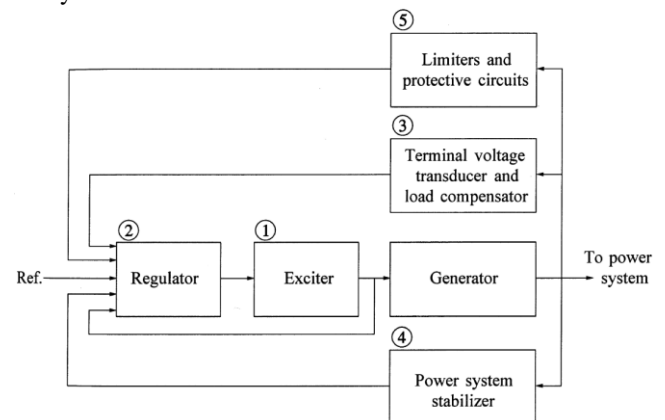 ⑤
Limiters and
protective circuits
③
Terminal voltage
transducer and
load compensator
②
①
Ref.
Regulator
Exciter
Generator
To power
system
④
Power system
stabilizer